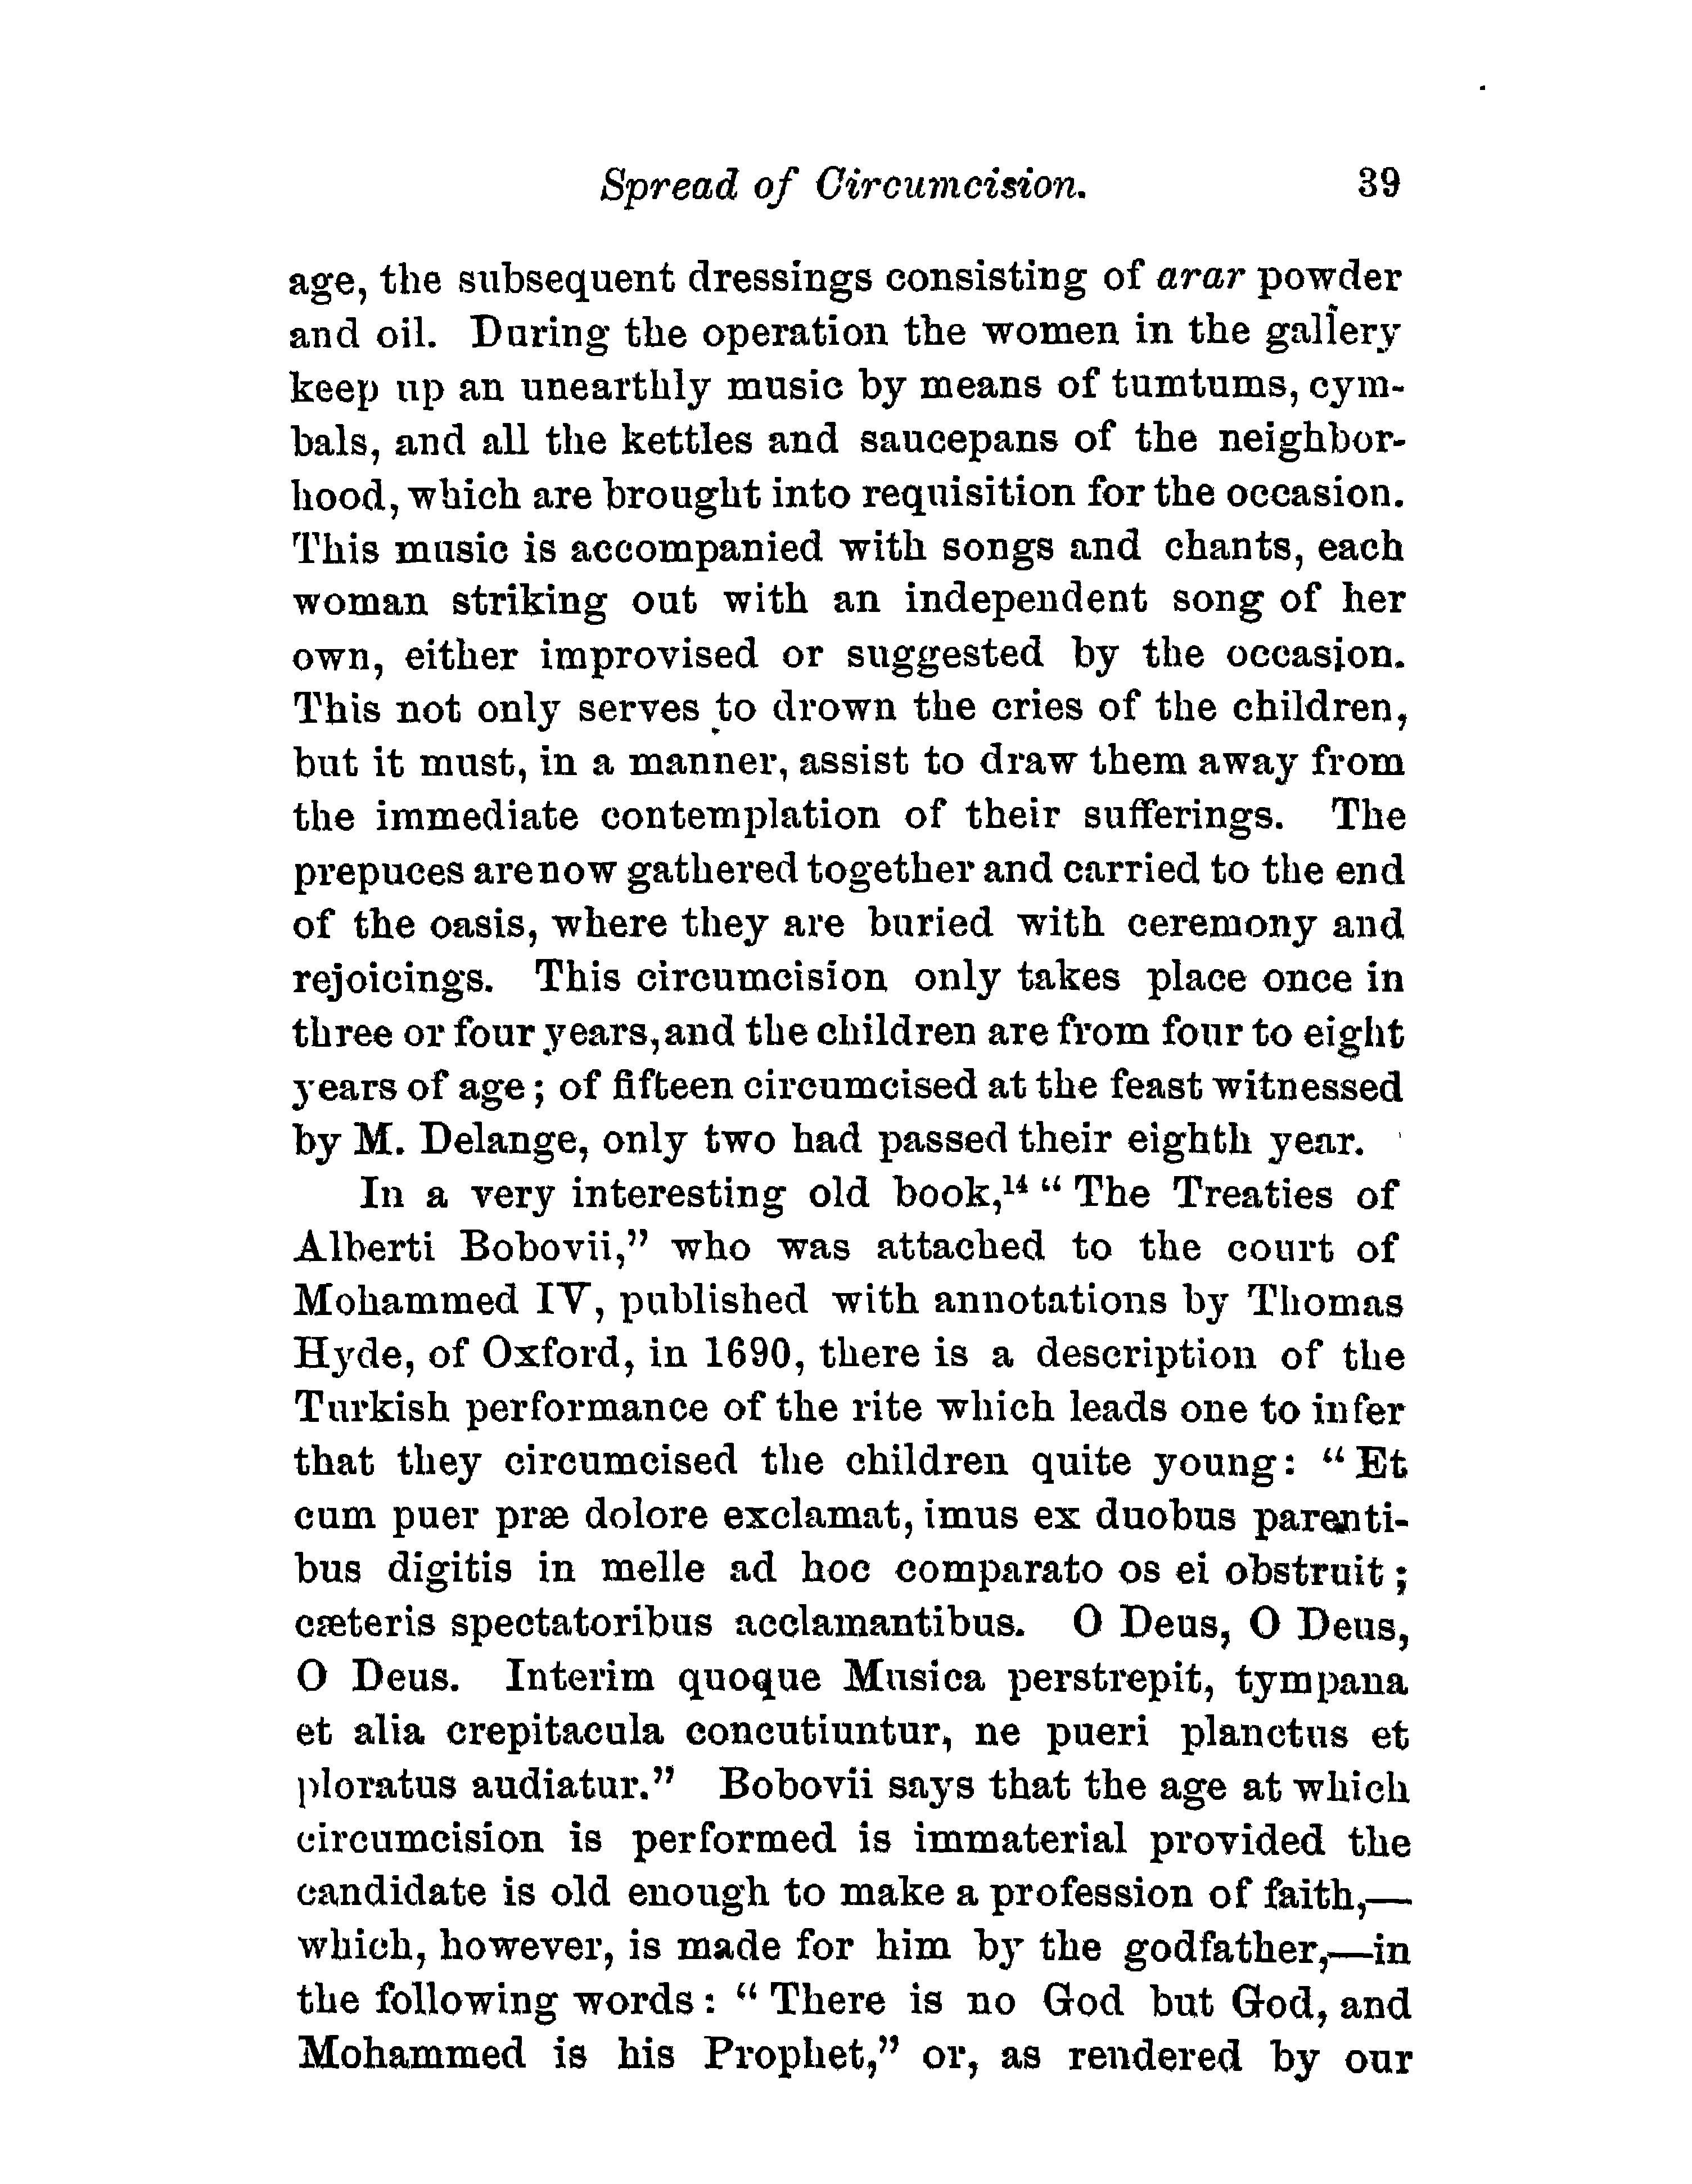 Spread of Circumcision. 39
age, the subsequent dressings consisting of arar powder
and oil. During the operation the women in the gallery
keep up an unearthly music by means of tumtums, cym-
bals, and all the kettles and saucepans of the neighbor-
hood, which are brought into requisition for the occasion.
This music is accompanied with songs and chants, each
woman striking out with an independent song of her
own, either improvised or suggested by the occasion.
This not only serves to drown the cries of the children,
but it must, in a manner, assist to draw them away from
the immediate contemplation of their sufferings. The
prepuces are now gathered together and carried to the end
of the oasis, where they are buried with ceremony and
rejoicings. This circumcision only takes place once in
three or four years, and the children are from four to eight
years of age; of fifteen circumcised at the feast witnessed
by M. Delange, only two had passed their eighth year.
In a very interesting old book,¹⁴ “The Treaties of
Alberti Bobovii,” who was attached to the court of
Mohammed IV, published with annotations by Thomas
Hyde, of Oxford, in 1690, there is a description of the
Turkish performance of the rite which leads one to infer
that they circumcised the children quite young: “Et
cum puer præ dolore exclamat, imus ex duobus parenti-
bus digitis in melle ad hoc comparato os ei obstruit;
cæteris spectatoribus acclamantibus. O Deus, O Deus,
O Deus. Interim quoque Musica perstrepit, tympana
et alia crepitacula concutiuntur, ne pueri planctus et
ploratus audiatur.” Bobovii says that the age at which
circumcision is performed is immaterial provided the
candidate is old enough to make a profession of faith,—
which, however, is made for him by the godfather,—in
the following words: “There is no God but God, and
Mohammed is his Prophet,” or, as rendered by our